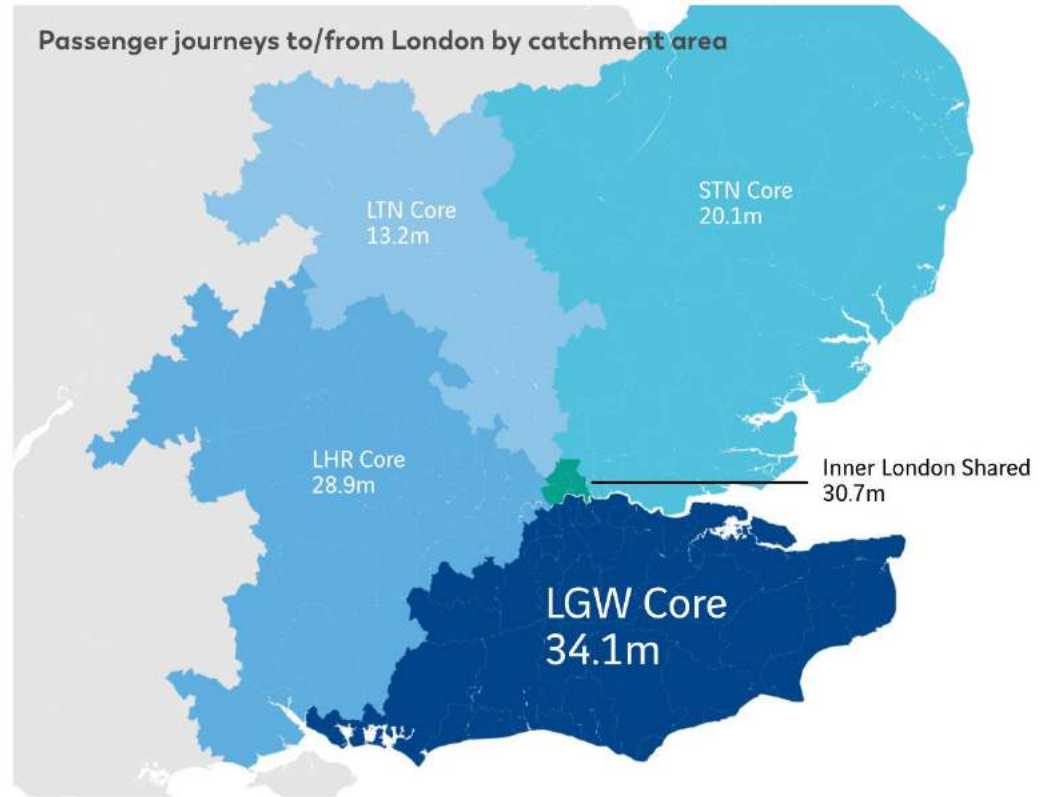 Passenger journeys to/from London by catchment area
STN Core
20.1m
LTN Core
13.2m
LHR Core
28.9m
Inner London Shared
30.7m
LGW Core
34.1m